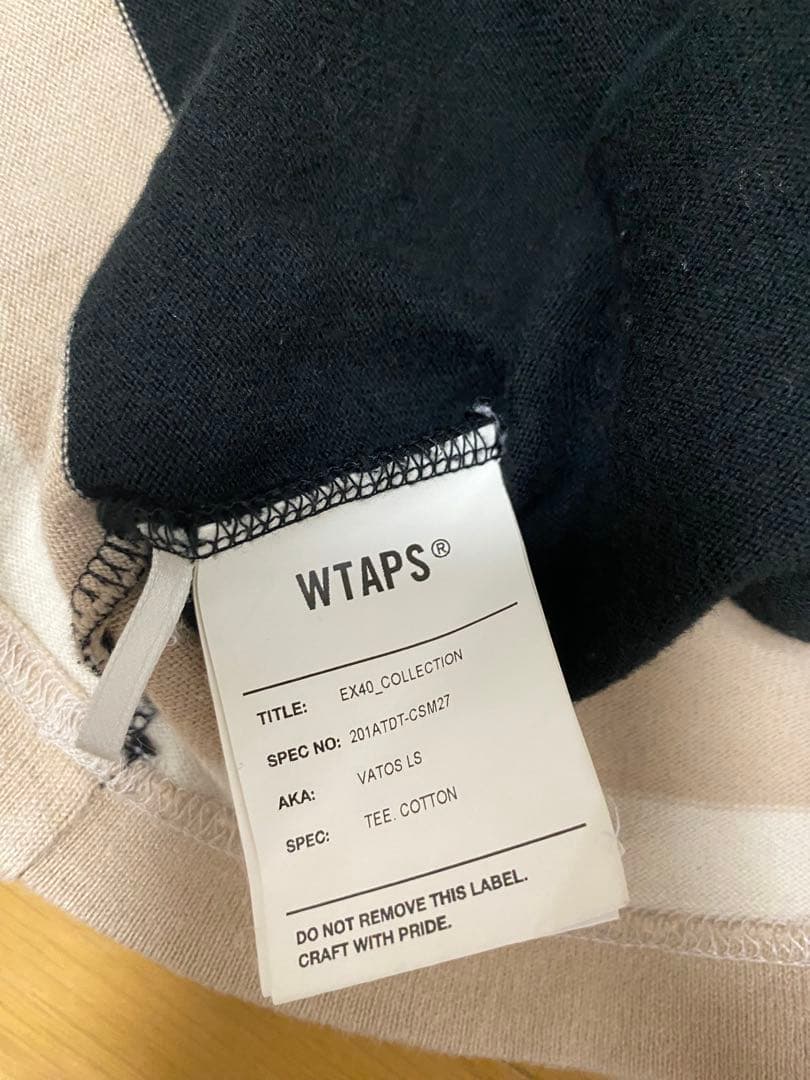 WTAPS®
TITLE: EX40_COLLECTION
SPEC NO: 201ATDT-CSM27
AKA: VATOS LS
SPEC: TEE. COTTON
DO NOT REMOVE THIS LABEL.
CRAFT WITH PRIDE.